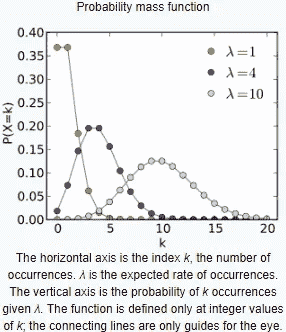 Probability mass function
0.40
0.35
0.30
0.25
0.20
0.15
0.10
0.05
0.00
P(X=k)
λ=1
λ=4
λ=10
0 5 10 15 20
k
The horizontal axis is the index k, the number of
occurrences. λ is the expected rate of occurrences.
The vertical axis is the probability of k occurrences
given λ. The function is defined only at integer values
of k; the connecting lines are only guides for the eye.